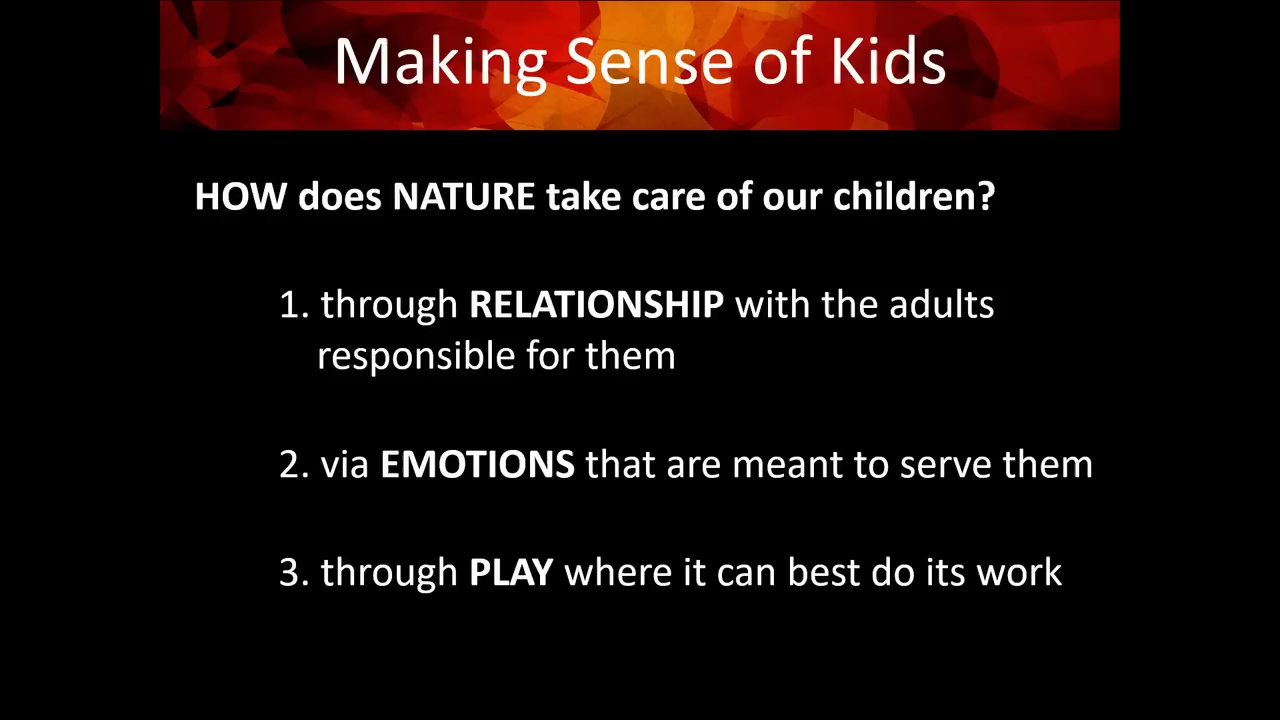 Making Sense of Kids
HOW does NATURE take care of our children?
1. through RELATIONSHIP with the adults
responsible for them
2. via EMOTIONS that are meant to serve them
3. through PLAY where it can best do its work